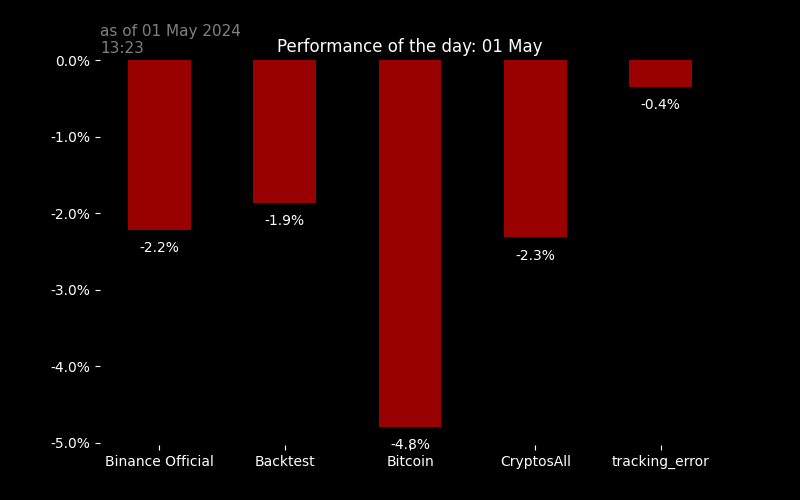 as of 01 May 2024
13:23
Performance of the day: 01 May
0.0%
-1.0%
-2.0%
-3.0%
-4.0%
-5.0%
-2.2%
-1.9%
-4.8%
-2.3%
-0.4%
Binance Official
Backtest
Bitcoin
CryptosAll
tracking_error